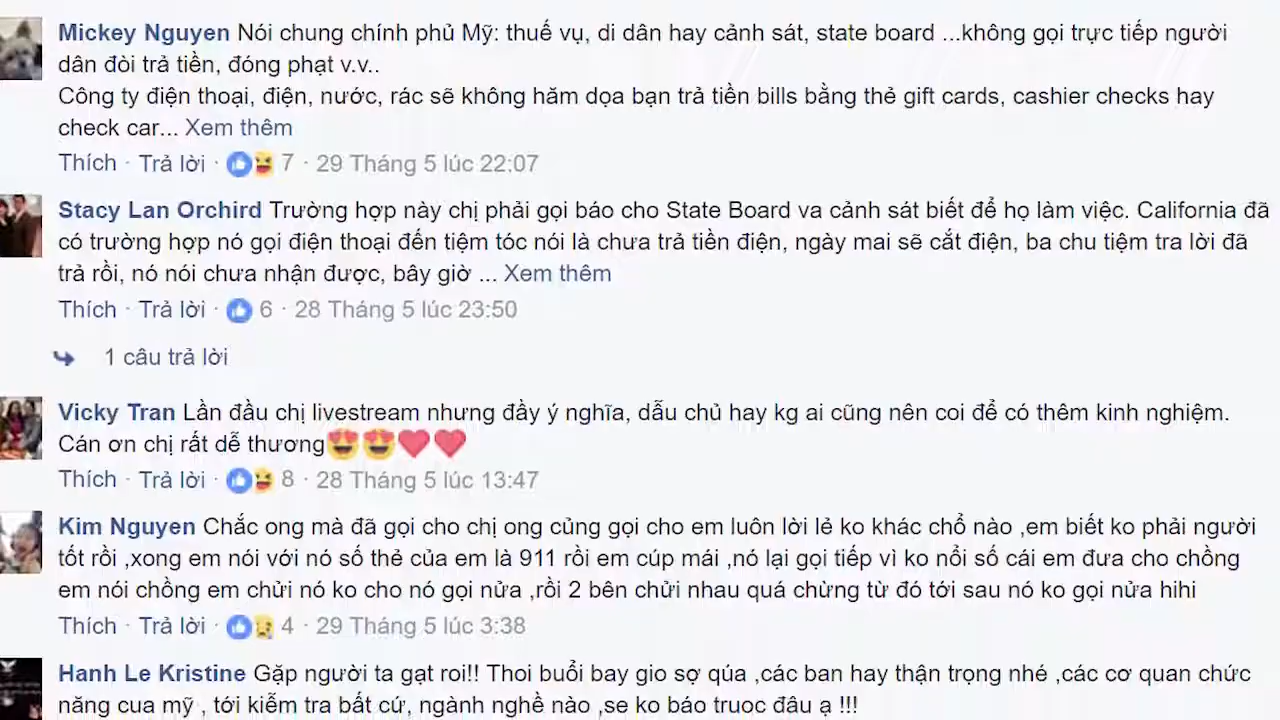 Mickey Nguyen Nói chung chính phủ Mỹ: thuế vụ, di dân hay cảnh sát, state board ...không gọi trực tiếp người
dân đòi trả tiền, đóng phạt v.v..
Công ty điện thoại, điện, nước, rác sẽ không hăm dọa bạn trả tiền bills bằng thẻ gift cards, cashier checks hay
check car... Xem thêm
Thích · Trả lời · 7 · 29 Tháng 5 lúc 22:07
Stacy Lan Orchird Trường hợp này chị phải gọi báo cho State Board va cảnh sát biết để họ làm việc. California đã
có trường hợp nó gọi điện thoại đến tiệm tóc nói là chưa trả tiền điện, ngày mai sẽ cắt điện, ba chu tiệm tra lời đã
trả rồi, nó nói chưa nhận được, bây giờ ... Xem thêm
Thích · Trả lời · 6 · 28 Tháng 5 lúc 23:50
1 câu trả lời
Vicky Tran Lần đầu chị livestream nhưng đầy ý nghĩa, dẫu chủ hay kg ai cũng nên coi để có thêm kinh nghiệm.
Cán ơn chị rất dễ thương😍😍❤❤
Thích · Trả lời · 8 · 28 Tháng 5 lúc 13:47
Kim Nguyen Chắc ong mà đã gọi cho chị ong củng gọi cho em luôn lời lẻ ko khác chổ nào ,em biết ko phải người
tốt rồi ,xong em nói với nó số thẻ của em là 911 rồi em cúp mái ,nó lại gọi tiếp vì ko nổi số cái em đưa cho chồng
em nói chồng em chửi nó ko cho nó gọi nửa ,rồi 2 bên chửi nhau quá chừng từ đó tới sau nó ko gọi nửa hihi
Thích · Trả lời · 4 · 29 Tháng 5 lúc 3:38
Hanh Le Kristine Gặp người ta gạt roi!! Thoi buổi bay gio sợ qúa ,các ban hay thận trọng nhé ,các cơ quan chức
năng cua mỹ , tới kiễm tra bất cứ, ngành nghề nào ,se ko báo truoc đâu ạ !!!